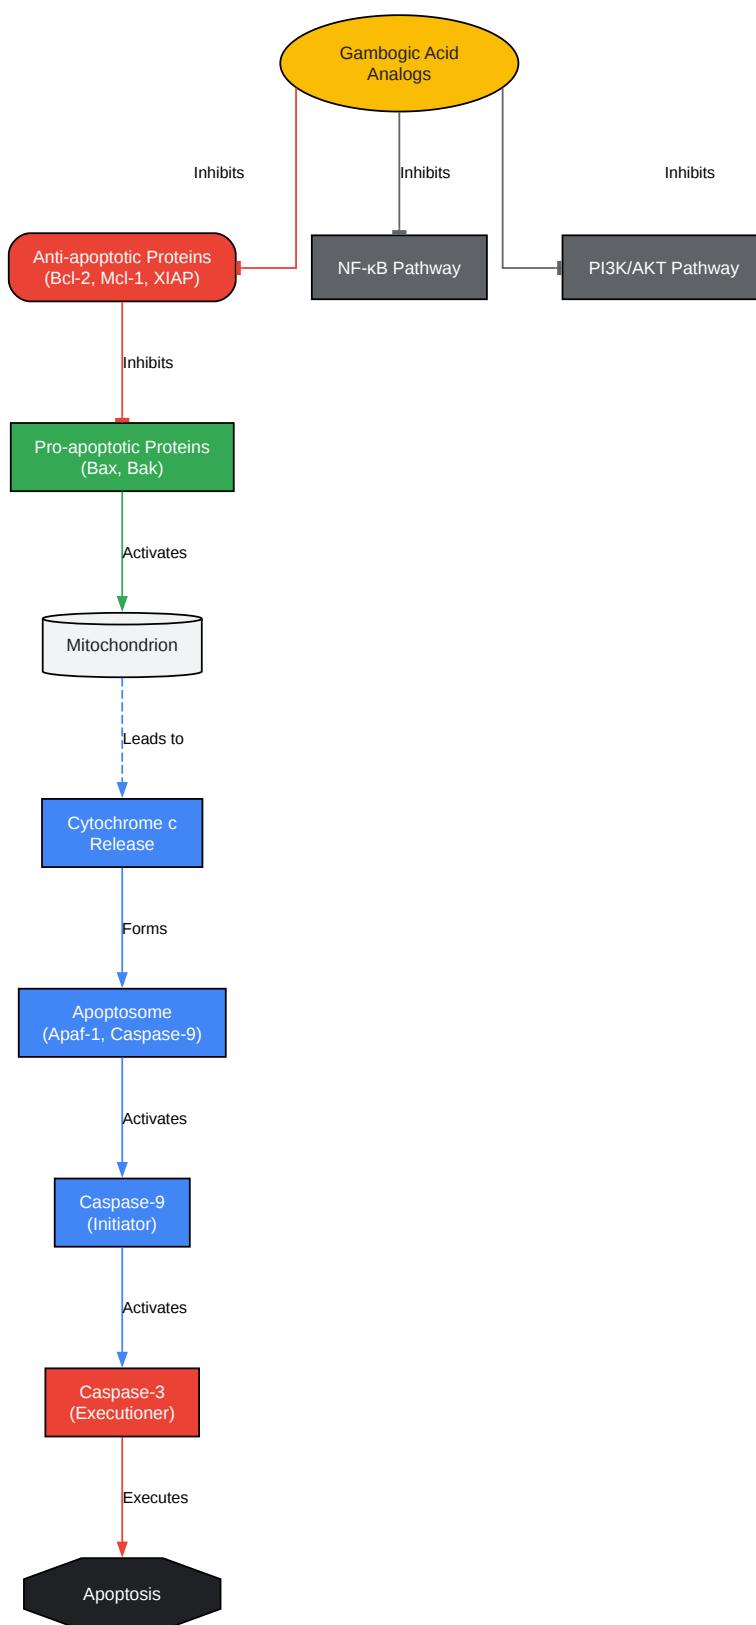 Gambogic Acid
Analogs
Inhibits
Inhibits
Inhibits
Anti-apoptotic Proteins
(Bcl-2, Mcl-1, XIAP)
NF-κB Pathway
PI3K/AKT Pathway
Inhibits
Pro-apoptotic Proteins
(Bax, Bak)
Activates
Mitochondrion
Leads to
Cytochrome c
Release
Forms
Apoptosome
(Apaf-1, Caspase-9)
Activates
Caspase-9
(Initiator)
Activates
Caspase-3
(Executioner)
Executes
Apoptosis